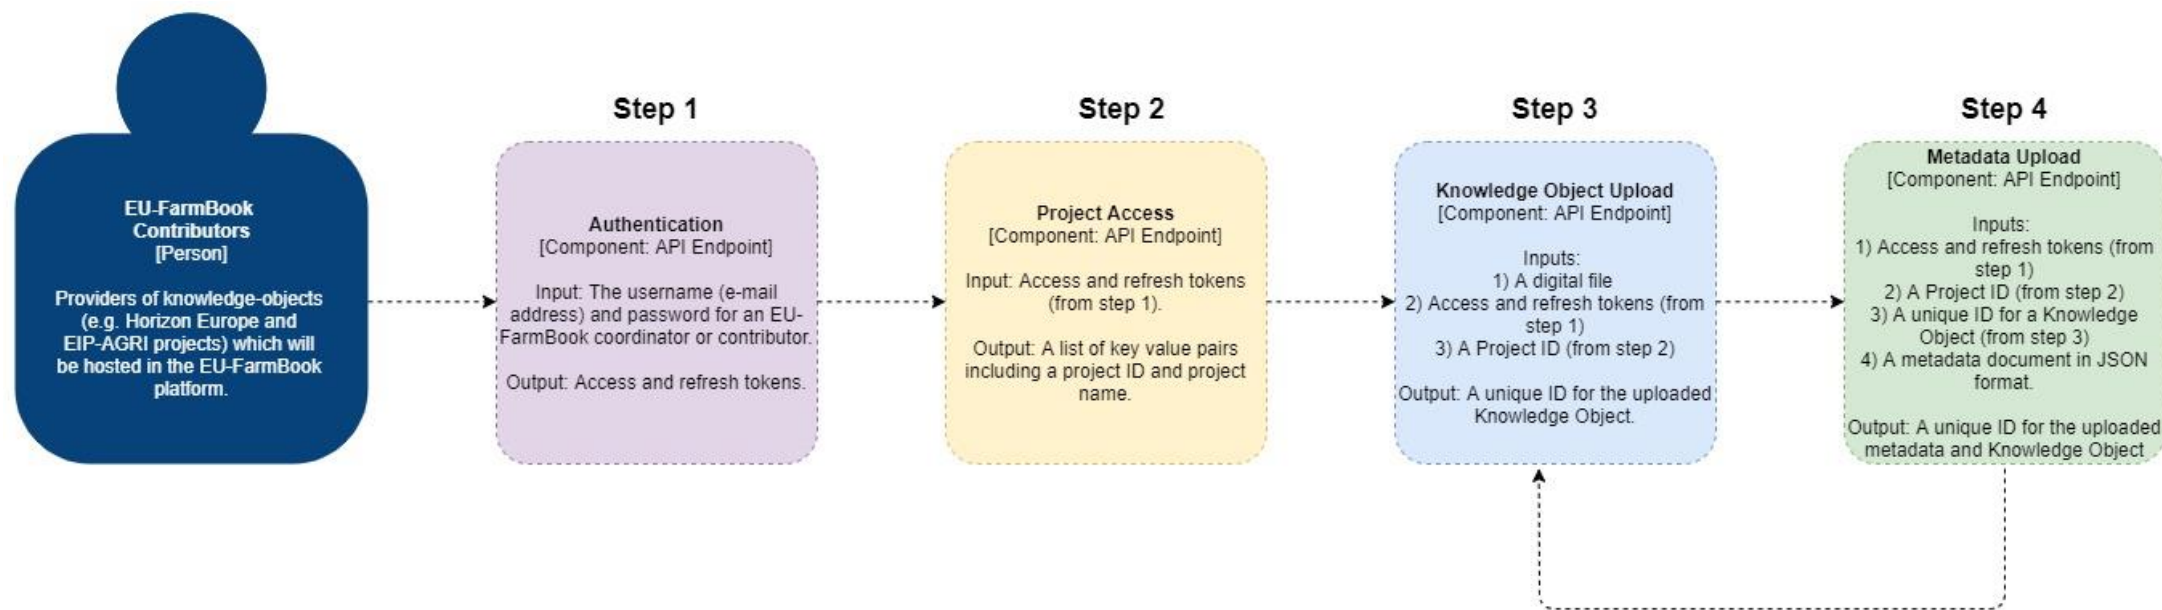 EU-FarmBook
Contributors
[Person]
Providers of knowledge-objects
(e.g. Horizon Europe and
EIP-AGRI projects) which will
be hosted in the EU-FarmBook
platform.
Step 1
Authentication
[Component: API Endpoint]
Input: The username (e-mail
address) and password for an EU-
FarmBook coordinator or contributor.
Output: Access and refresh tokens.
Step 2
Project Access
[Component: API Endpoint]
Input: Access and refresh tokens
(from step 1).
Output: A list of key value pairs
including a project ID and project
name.
Step 3
Knowledge Object Upload
[Component: API Endpoint]
Inputs:
1) A digital file
2) Access and refresh tokens (from
step 1)
3) A Project ID (from step 2)
Output: A unique ID for the uploaded
Knowledge Object.
Step 4
Metadata Upload
[Component: API Endpoint]
Inputs:
1) Access and refresh tokens (from
step 1)
2) A Project ID (from step 2)
3) A unique ID for a Knowledge
Object (from step 3)
4) A metadata document in JSON
format.
Output: A unique ID for the uploaded
metadata and Knowledge Object